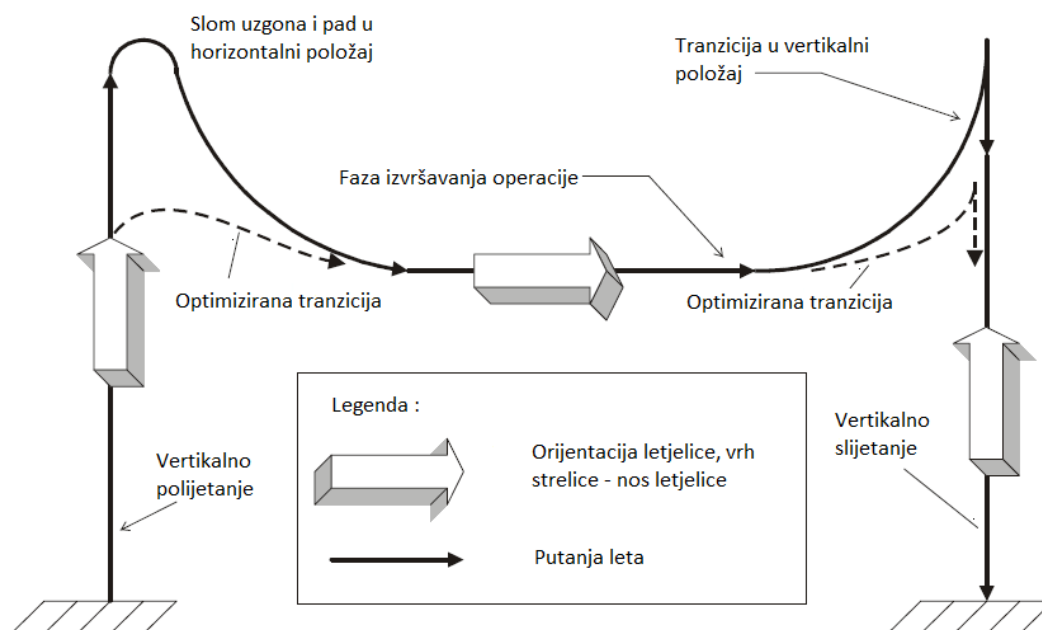 Slom uzgona i pad u
horizontalni položaj
Tranzicija u vertikalni
položaj
Faza izvršavanja operacije
Optimizirana tranzicija
Optimizirana tranzicija
Legenda :
Orijentacija letjelice, vrh
strelice - nos letjelice
Putanja leta
Vertikalno
polijetanje
Vertikalno
slijetanje